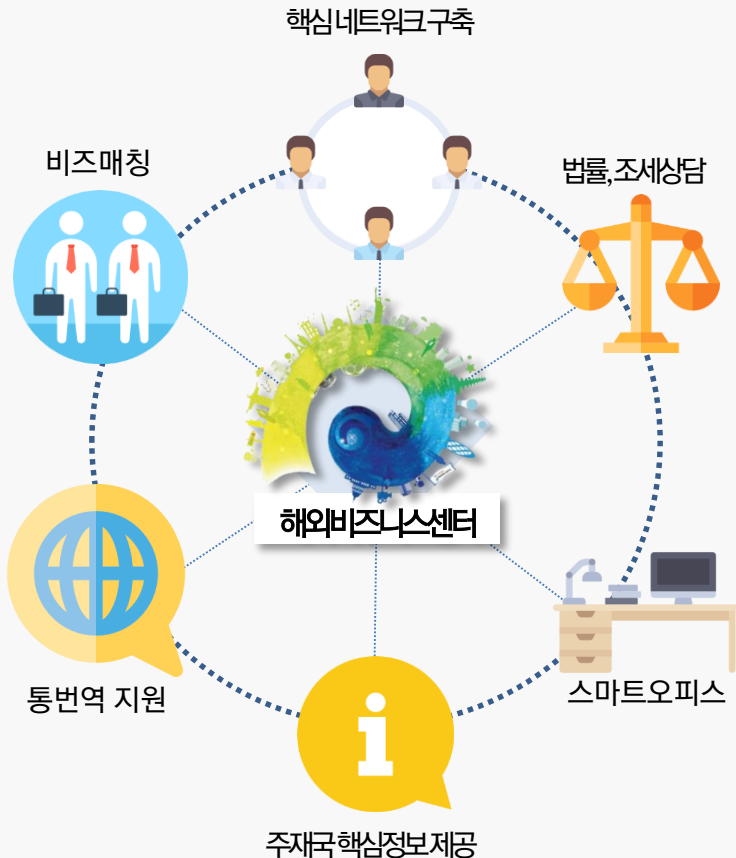 핵심 네트워크 구축
비즈매칭
법률, 조세상담
해외비즈니스센터
통번역 지원
스마트오피스
주재국 핵심정보 제공